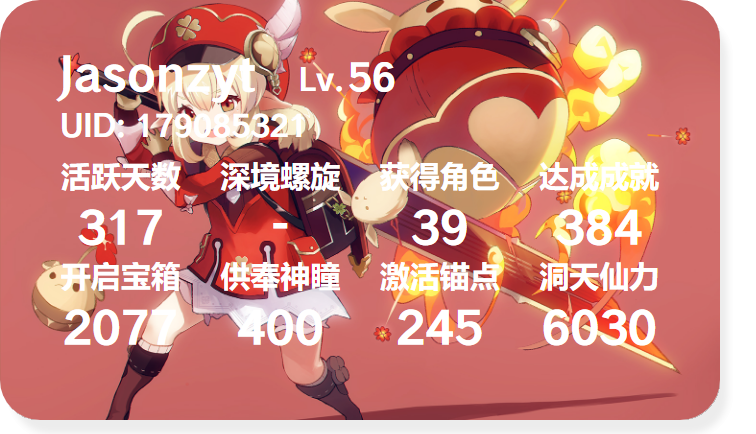 Jasonzyt Lv.56
UID: 179085321
活跃天数 深境螺旋 获得角色 达成成就
317 - 39 384
开启宝箱 供奉神瞳 激活锚点 洞天仙力
2077 400 245 6030